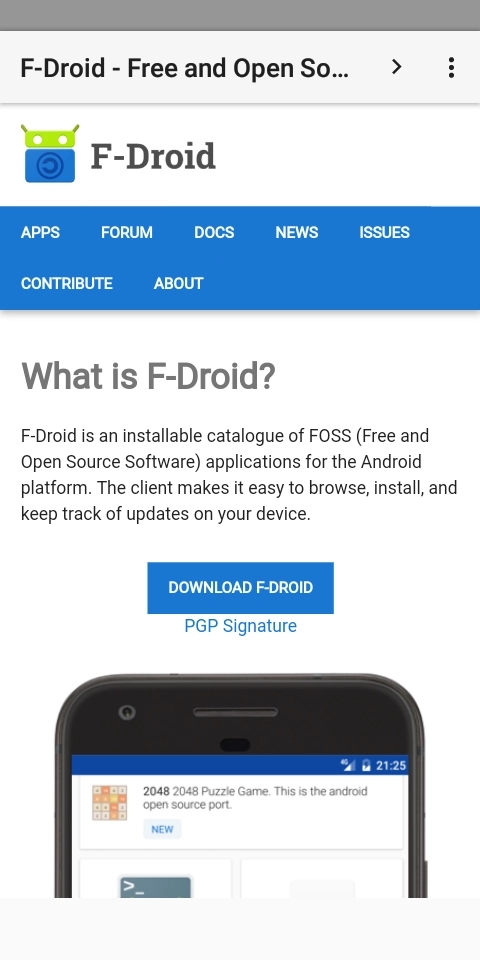 F-Droid - Free and Open So…
F-Droid
APPS FORUM DOCS NEWS ISSUES
CONTRIBUTE ABOUT
What is F-Droid?
F-Droid is an installable catalogue of FOSS (Free and
Open Source Software) applications for the Android
platform. The client makes it easy to browse, install, and
keep track of updates on your device.
DOWNLOAD F-DROID
PGP Signature
4G 21:25
2048 2048 Puzzle Game. This is the android
open source port.
NEW
>_